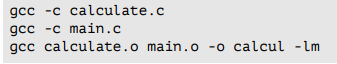 gcc -c calculate.c
gcc -c main.c
gcc calculate.o main.o -o calcul -lm